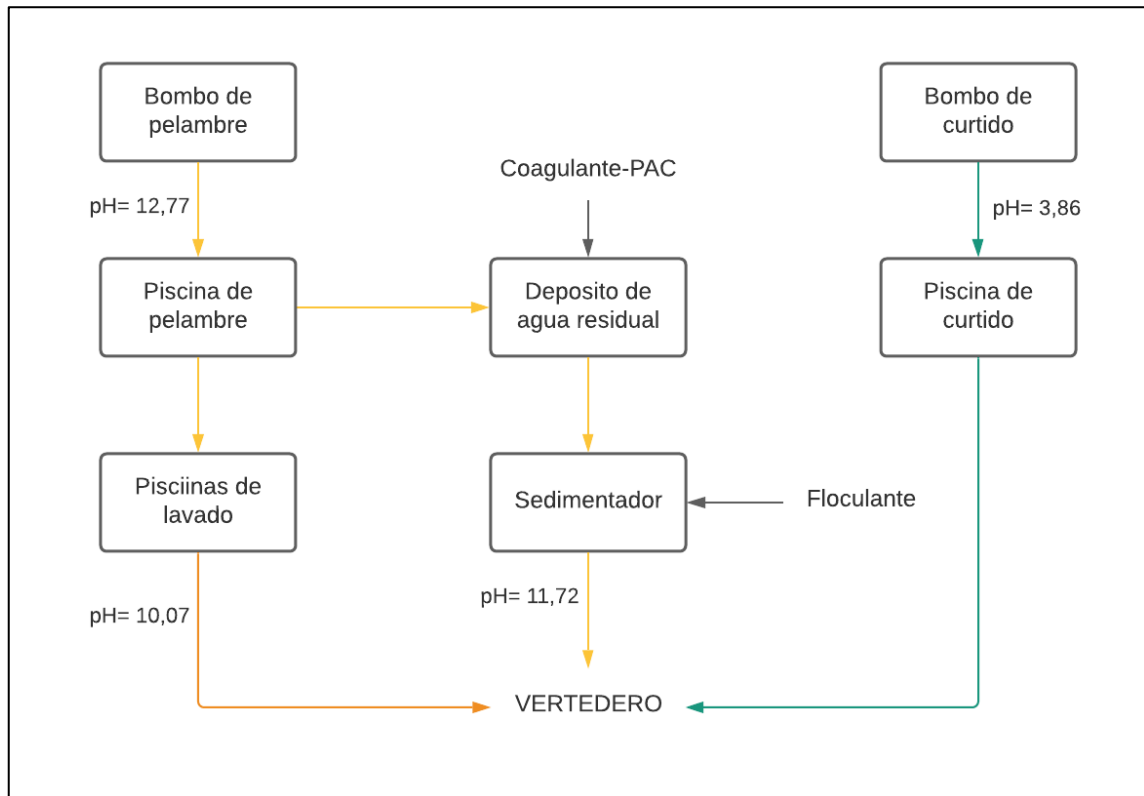 Bombo de
pelambre
Bombo de
curtido
Coagulante-PAC
pH= 12,77
pH= 3,86
Piscina de
pelambre
Deposito de
agua residual
Piscina de
curtido
Pisciinas de
lavado
Sedimentador
Floculante
pH= 11,72
pH= 10,07
VERTEDERO